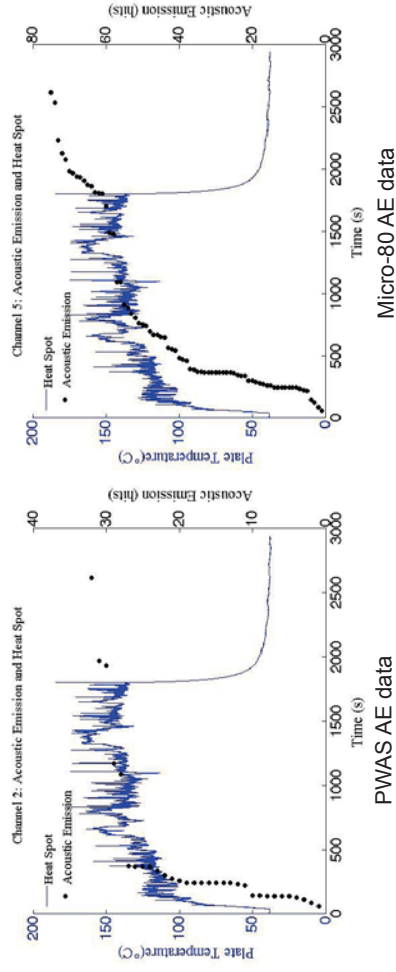 Channel 2: Acoustic Emission and Heat Spot
Heat Spot
Acoustic Emission
Plate Temperature(°C)
200
150
100
50
0
Acoustic Emission (hits)
40
30
20
10
0
0
500
1000
1500
2000
2500
3000
Time (s)
PWAS AE data
Channel 5: Acoustic Emission and Heat Spot
Heat Spot
Acoustic Emission
Plate Temperature(°C)
200
150
100
50
0
Acoustic Emission (hits)
80
60
40
20
0
0
500
1000
1500
2000
2500
3000
Time (s)
Micro-80 AE data